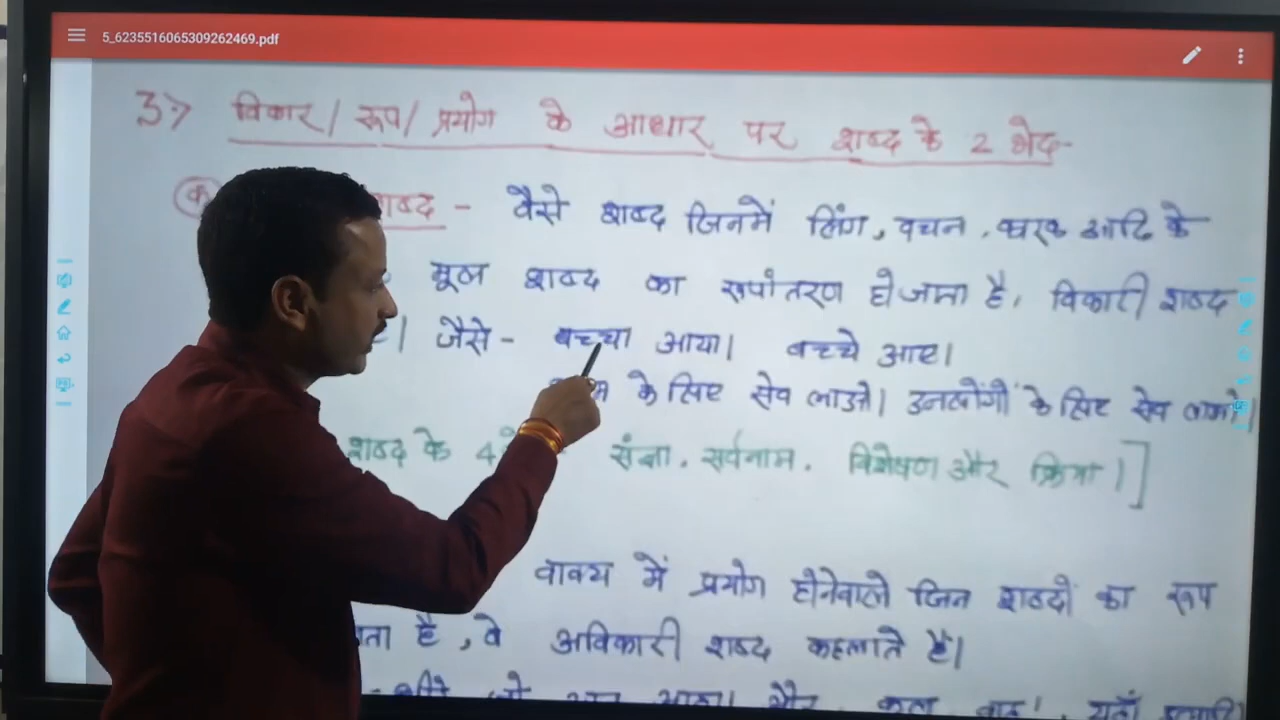 5_6235516065309262469.pdf
3:> विकार/ रूप/ प्रयोग के आधार पर शब्द के 2 भेद-
क शब्द - वैसे शब्द जिनमें लिंग, वचन, कारक आदि के
मूल शब्द का रूपांतरण हो जाता है, विकारी शब्द
। जैसे - बच्चा आया। बच्चे आए।
के लिए सेव लाओ। उनलोगों के लिए सेव लाओ।
शब्द के 4 संज्ञा, सर्वनाम, विशेषण और क्रिया।]
वाक्य में प्रयोग होनेवाले जिन शब्दों का रूप
है, वे अविकारी शब्द कहलाते हैं।